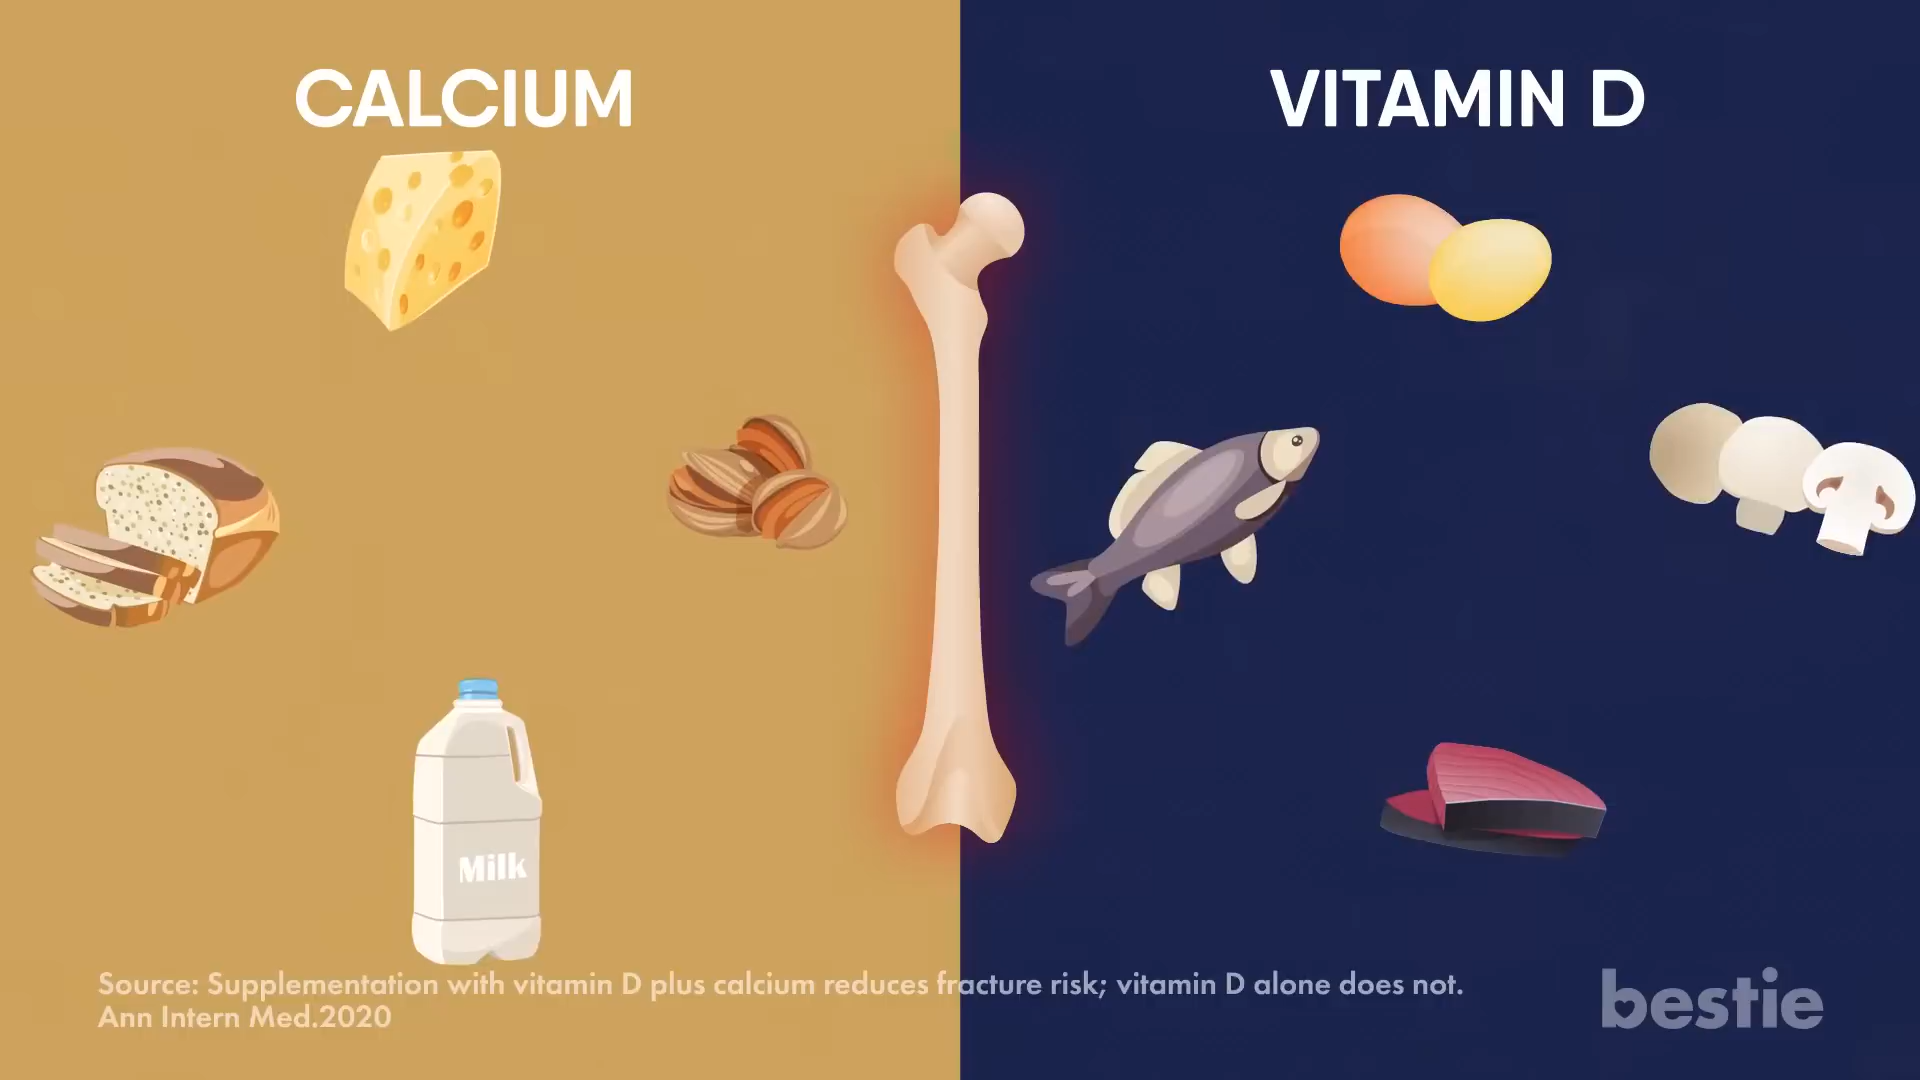 CALCIUM
VITAMIN D
Milk
Source: Supplementation with vitamin D plus calcium reduces fracture risk; vitamin D alone does not.
Ann Intern Med.2020
bestie